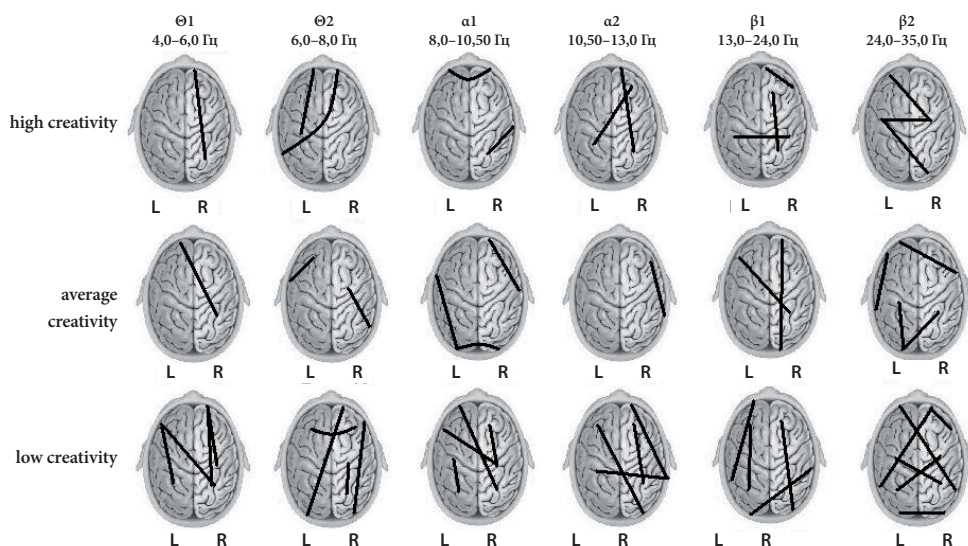 Θ1 Θ2 α1 α2 β1 β2
4,0–6,0 Гц 6,0–8,0 Гц 8,0–10,50 Гц 10,50–13,0 Гц 13,0–24,0 Гц 24,0–35,0 Гц
high creativity
L R L R L R L R L R L R
average
creativity
L R L R L R L R L R L R
low creativity
L R L R L R L R L R L R